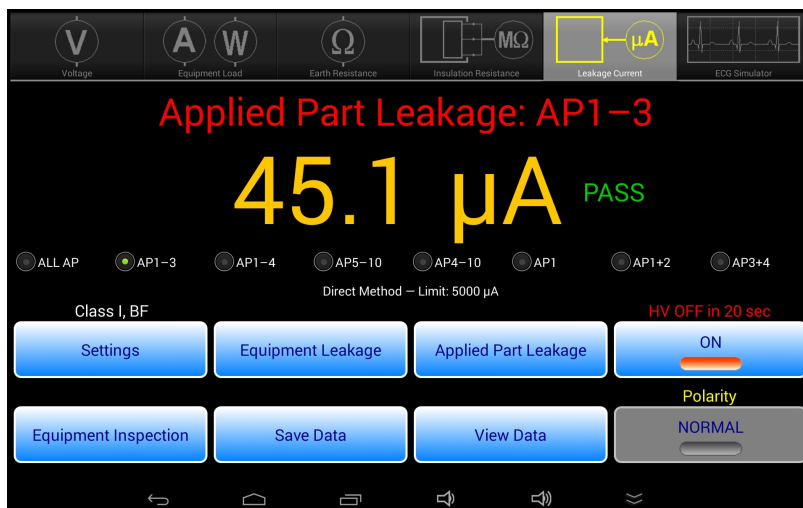 V A W Ω MΩ µA
Voltage Equipment Load Earth Resistance Insulation Resistance Leakage Current ECG Simulator
Applied Part Leakage: AP1–3
45.1 µA PASS
ALL AP AP1–3 AP1–4 AP5–10 AP4–10 AP1 AP1+2 AP3+4
Direct Method – Limit: 5000 µA
Class I, BF HV OFF in 20 sec
Settings Equipment Leakage Applied Part Leakage ON
Polarity
Equipment Inspection Save Data View Data NORMAL